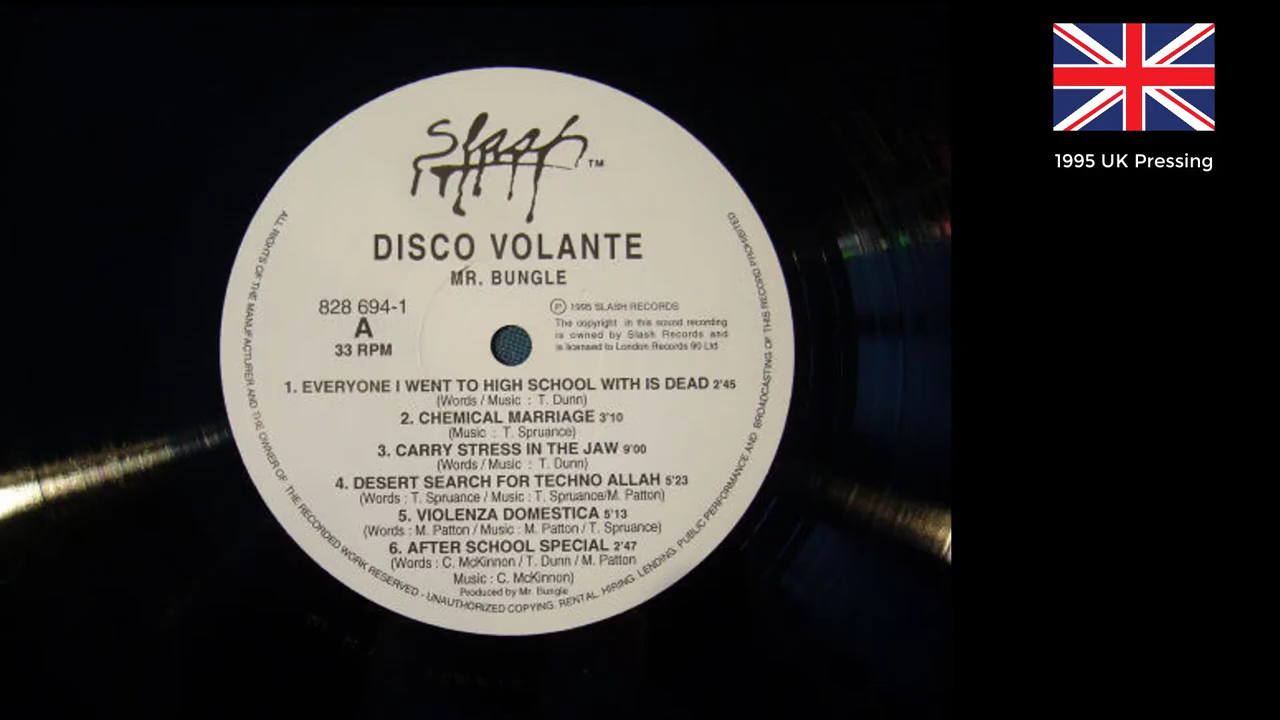 1995 UK Pressing
Slash TM
DISCO VOLANTE
MR. BUNGLE
828 694-1
A
33 RPM
Ⓟ 1995 SLASH RECORDS
The copyright in this sound recording
is owned by Slash Records and
is licensed to London Records 90 Ltd
1. EVERYONE I WENT TO HIGH SCHOOL WITH IS DEAD 2'45
(Words / Music : T. Dunn)
2. CHEMICAL MARRIAGE 3'10
(Music : T. Spruance)
3. CARRY STRESS IN THE JAW 9'00
(Words / Music : T. Dunn)
4. DESERT SEARCH FOR TECHNO ALLAH 5'23
(Words : T. Spruance / Music : T. Spruance/M. Patton)
5. VIOLENZA DOMESTICA 5'13
(Words : M. Patton / Music : M. Patton / T. Spruance)
6. AFTER SCHOOL SPECIAL 2'47
(Words : C. McKinnon / T. Dunn / M. Patton
Music : C. McKinnon)
Produced by Mr. Bungle
ALL RIGHTS OF THE MANUFACTURER AND THE OWNER OF THE RECORDED WORK RESERVED - UNAUTHORIZED COPYING. RENTAL. HIRING. LENDING. PUBLIC PERFORMANCE AND BROADCASTING OF THIS RECORD PROHIBITED